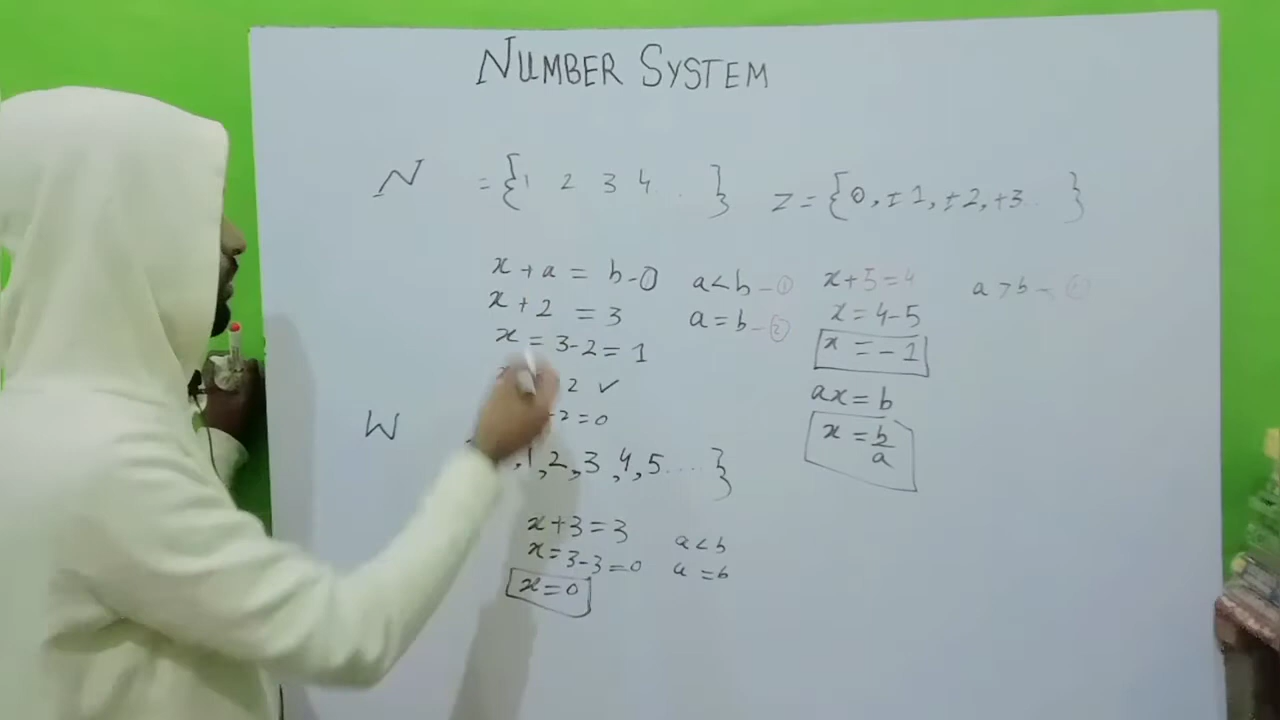 NUMBER SYSTEM
N = {1 2 3 4 . . }
Z = {0, ±1, ±2, +3 . . }
x + a = b - ①
x + 2 = 3
x = 3-2 = 1
2 ✓
-2 = 0
a < b - ①
a = b - ②
x + 5 = 4
x = 4-5
x = -1
a > b -
ax = b
x = b/a
W
,1,2,3,4,5 . . . . }
x + 3 = 3
x = 3-3 = 0
x = 0
a < b
a = b